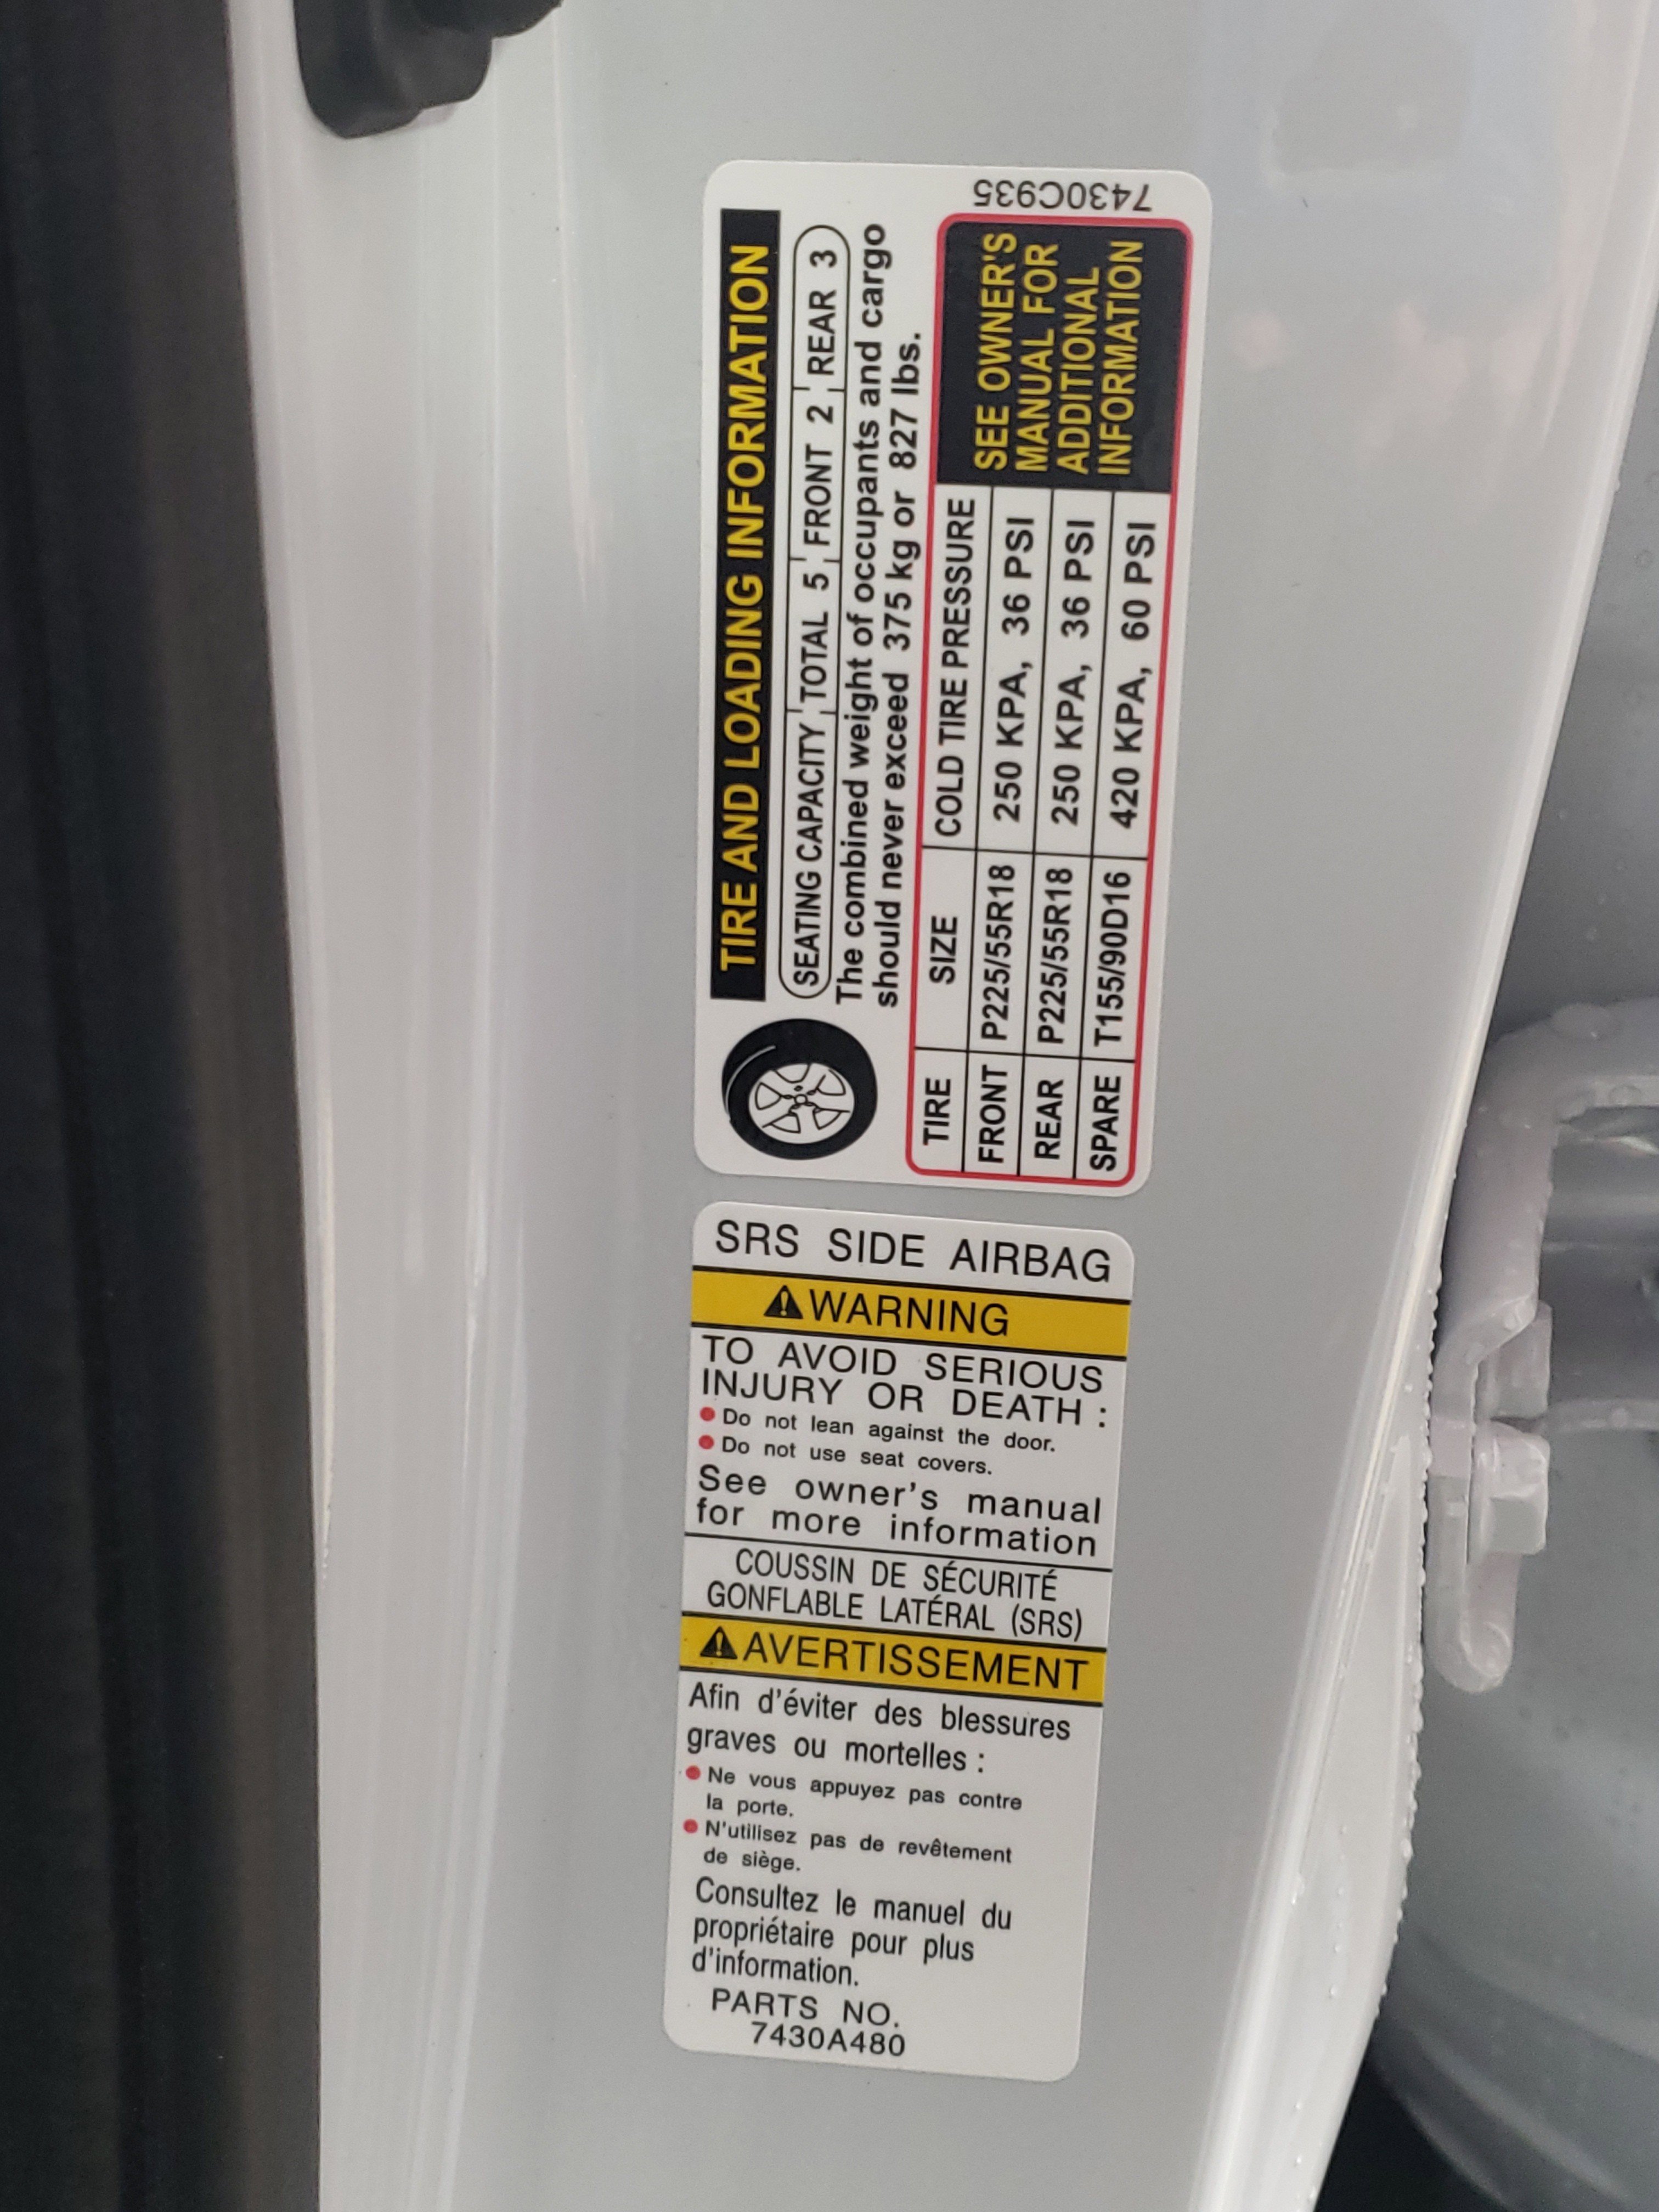 TIRE AND LOADING INFORMATION
SEATING CAPACITY TOTAL 5 FRONT 2 REAR 3
The combined weight of occupants and cargo
should never exceed 375 kg or 827 lbs.
TIRE SIZE COLD TIRE PRESSURE
FRONT P225/55R18 250 KPA, 36 PSI
REAR P225/55R18 250 KPA, 36 PSI
SPARE T155/90D16 420 KPA, 60 PSI
SEE OWNER'S
MANUAL FOR
ADDITIONAL
INFORMATION
7430C935
SRS SIDE AIRBAG
⚠WARNING
TO AVOID SERIOUS
INJURY OR DEATH :
● Do not lean against the door.
● Do not use seat covers.
See owner's manual
for more information
COUSSIN DE SÉCURITÉ
GONFLABLE LATÉRAL (SRS)
⚠AVERTISSEMENT
Afin d'éviter des blessures
graves ou mortelles :
● Ne vous appuyez pas contre
la porte.
● N'utilisez pas de revêtement
de siège.
Consultez le manuel du
propriétaire pour plus
d'information.
PARTS NO.
7430A480